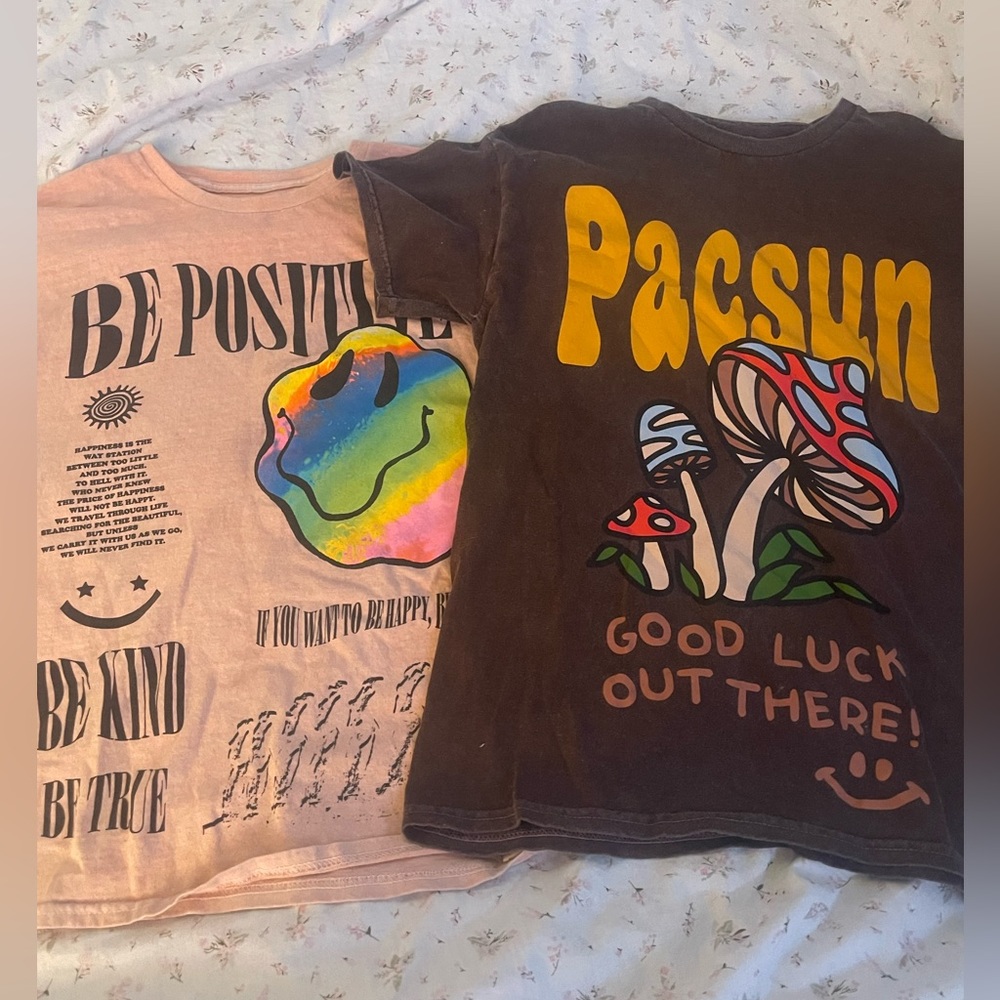 BE POSITIVE
HAPPINESS IS THE
WAY STATION
BETWEEN TOO LITTLE
AND TOO MUCH.
TO HELL WITH IT.
WHO NEVER KNEW
THE PRICE OF HAPPINESS
WILL NOT BE HAPPY.
WE TRAVEL THROUGH LIFE
SEARCHING FOR THE BEAUTIFUL,
BUT UNLESS
WE CARRY IT WITH US AS WE GO,
WE WILL NEVER FIND IT.
IF YOU WANT TO BE HAPPY,
BE KIND
BE TRUE
Pacsun
GOOD LUCK
OUT THERE!